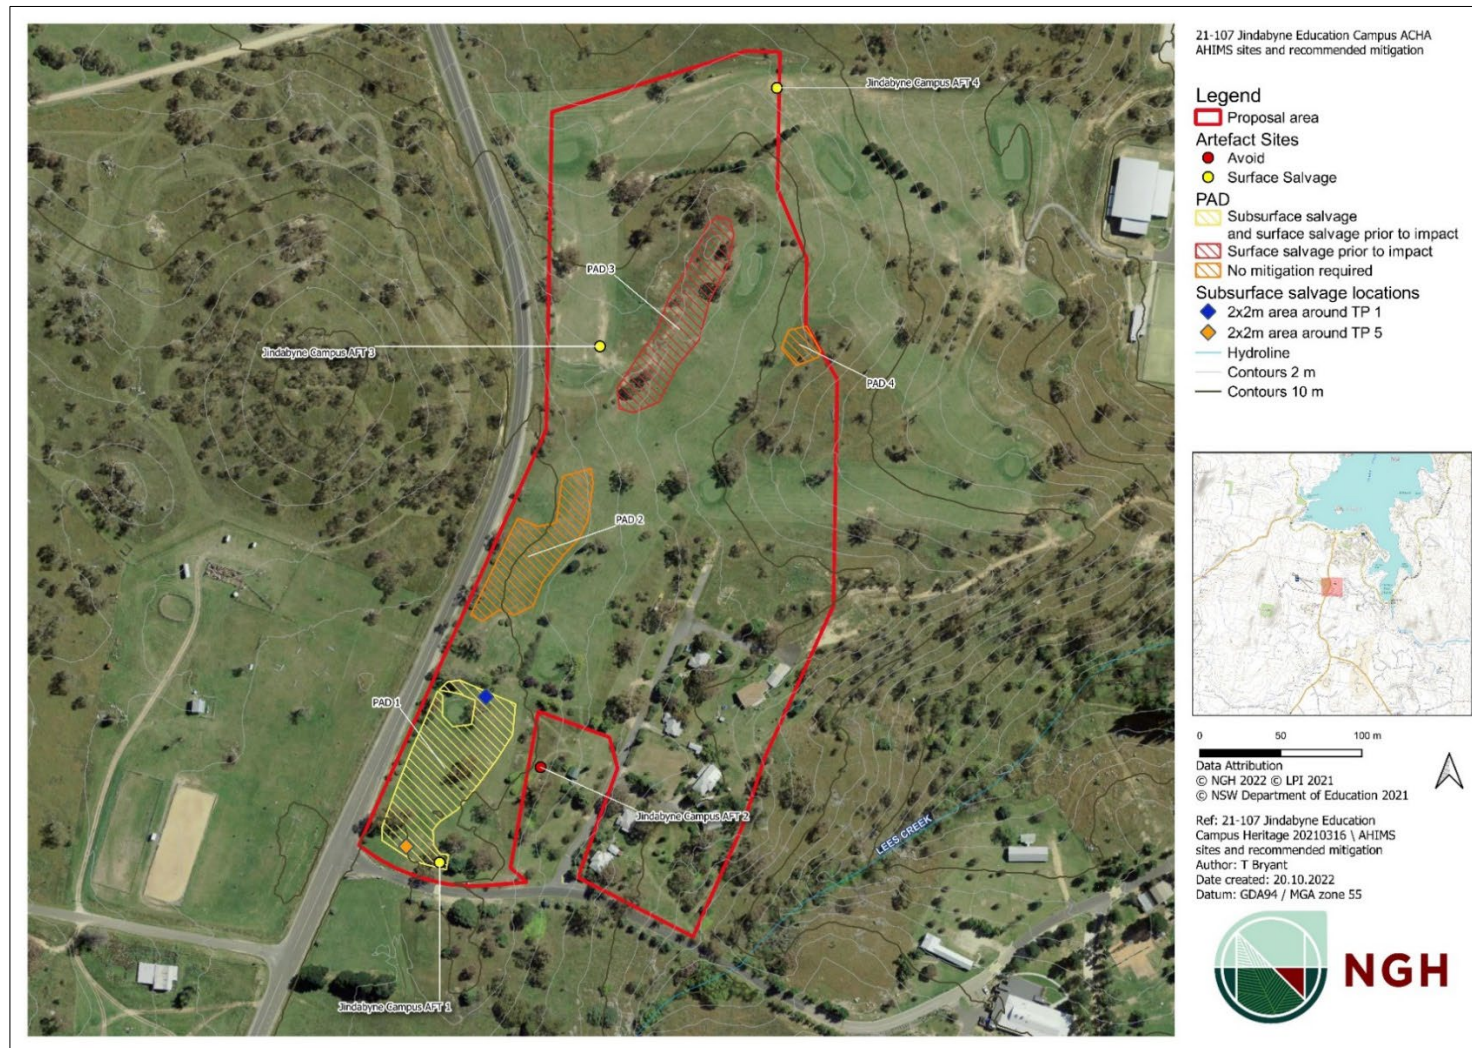 21-107 Jindabyne Education Campus ACHA
AHIMS sites and recommended mitigation
Legend
Proposal area
Artefact Sites
Avoid
Surface Salvage
PAD
Subsurface salvage
and surface salvage prior to impact
Surface salvage prior to impact
No mitigation required
Subsurface salvage locations
2x2m area around TP 1
2x2m area around TP 5
Hydroline
Contours 2 m
Contours 10 m
Jindabyne Campus AFT 4
PAD 3
Jindabyne Campus AFT 3
PAD 4
PAD 2
PAD 1
Jindabyne Campus AFT 2
LEES CREEK
Jindabyne Campus AFT 1
0 50 100 m
Data Attribution
© NGH 2022 © LPI 2021
© NSW Department of Education 2021
Ref: 21-107 Jindabyne Education
Campus Heritage 20210316 \ AHIMS
sites and recommended mitigation
Author: T Bryant
Date created: 20.10.2022
Datum: GDA94 / MGA zone 55
NGH